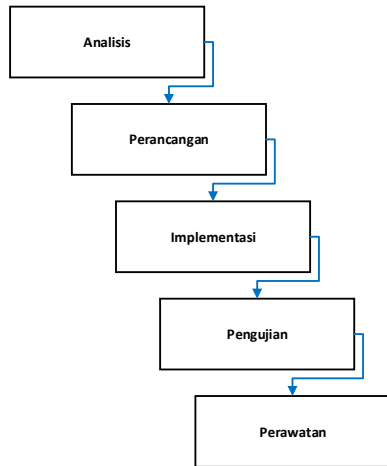 Analisis
Perancangan
Implementasi
Pengujian
Perawatan